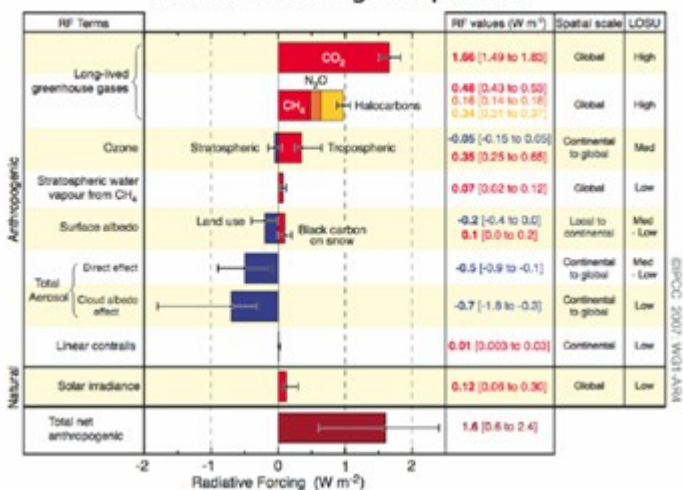 RF Terms
RF values (W m⁻²)
Spatial scale
LOSU
Anthropogenic
Natural
Long-lived
greenhouse gases
CO₂
1.66 [1.49 to 1.83]
Global
High
N₂O
CH₄
Halocarbons
0.48 [0.43 to 0.53]
0.16 [0.14 to 0.18]
0.34 [0.31 to 0.37]
Global
High
Ozone
Stratospheric
Tropospheric
-0.05 [-0.15 to 0.05]
0.35 [0.25 to 0.65]
Continental
to global
Med
Stratospheric water
vapour from CH₄
0.07 [0.02 to 0.12]
Global
Low
Surface albedo
Land use
Black carbon
on snow
-0.2 [-0.4 to 0.0]
0.1 [0.0 to 0.2]
Local to
continental
Med
- Low
Total
Aerosol
Direct effect
-0.5 [-0.9 to -0.1]
Continental
to global
Med
- Low
Cloud albedo
effect
-0.7 [-1.8 to -0.3]
Continental
to global
Low
Linear contrails
0.01 [0.003 to 0.03]
Continental
Low
Solar irradiance
0.12 [0.06 to 0.30]
Global
Low
Total net
anthropogenic
1.6 [0.6 to 2.4]
-2 -1 0 1 2
Radiative Forcing (W m⁻²)
©IPCC 2007: WG1-AR4